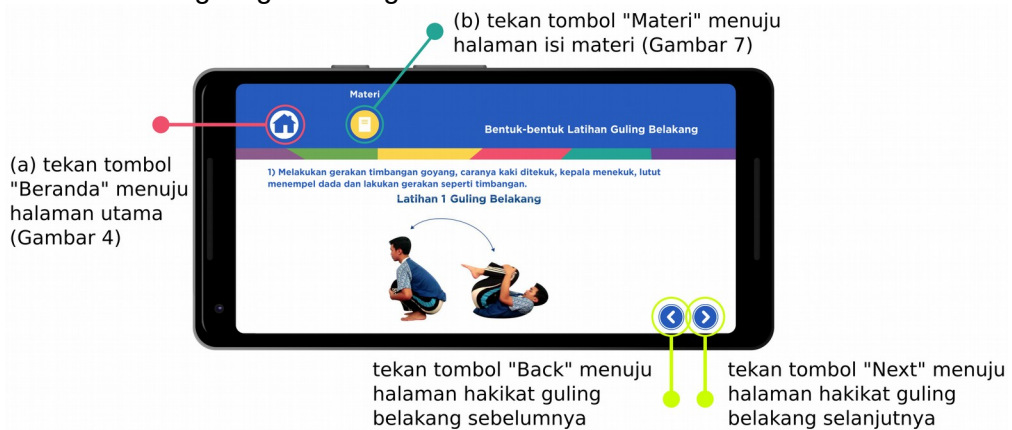 (b) tekan tombol "Materi" menuju
halaman isi materi (Gambar 7)
Materi
Bentuk-bentuk Latihan Guling Belakang
(a) tekan tombol
"Beranda" menuju
halaman utama
(Gambar 4)
1) Melakukan gerakan timbangan goyang, caranya kaki ditekuk, kepala menekuk, lutut
menempel dada dan lakukan gerakan seperti timbangan.
Latihan 1 Guling Belakang
tekan tombol "Back" menuju
halaman hakikat guling
belakang sebelumnya
tekan tombol "Next" menuju
halaman hakikat guling
belakang selanjutnya